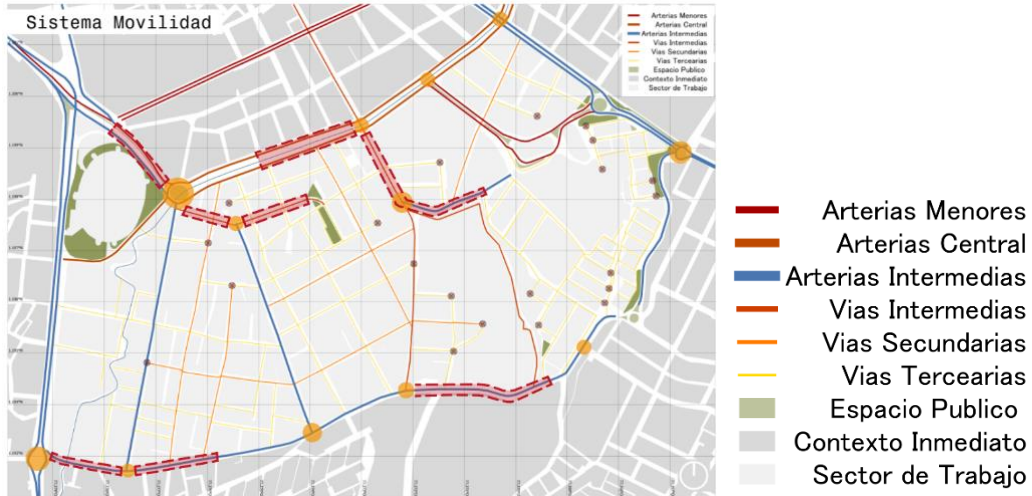 Sistema Movilidad
Arterias Menores
Arterias Central
Arterias Intermedias
Vias Intermedias
Vias Secundarias
Vias Tercearias
Espacio Publico
Contexto Inmediato
Sector de Trabajo
Arterias Menores
Arterias Central
Arterias Intermedias
Vias Intermedias
Vias Secundarias
Vias Tercearias
Espacio Publico
Contexto Inmediato
Sector de Trabajo